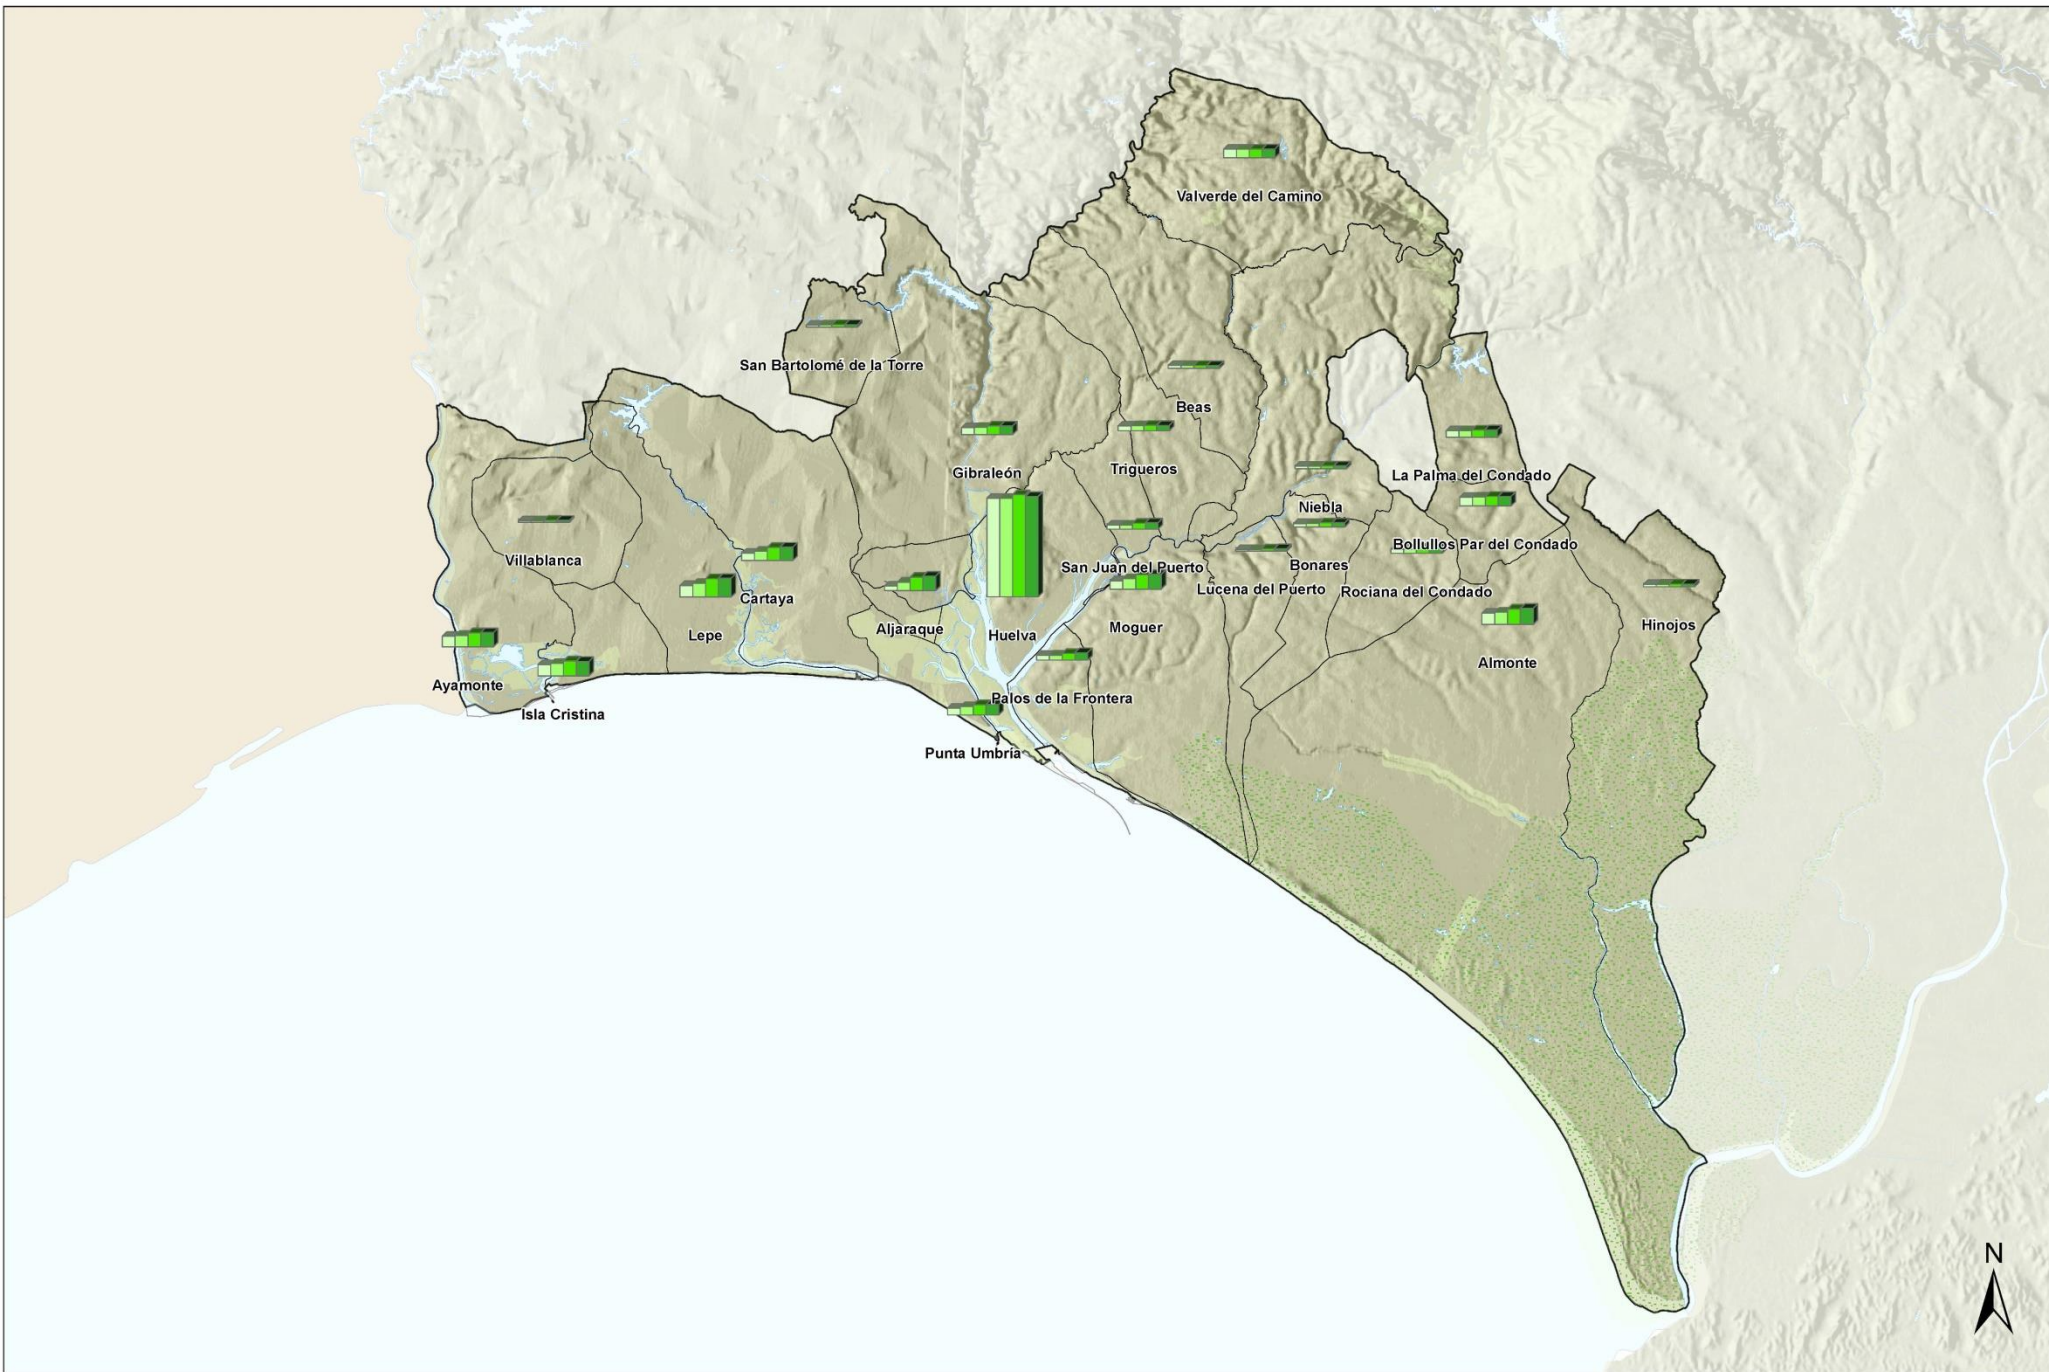 Valverde del Camino
San Bartolomé de la Torre
Beas
Gibraleón
Trigueros
La Palma del Condado
Niebla
Bollullos Par del Condado
Villablanca
San Juan del Puerto
Bonares
Lucena del Puerto
Rociana del Condado
Cartaya
Aljaraque
Huelva
Moguer
Hinojos
Lepe
Almonte
Ayamonte
Palos de la Frontera
Isla Cristina
Punta Umbría
N